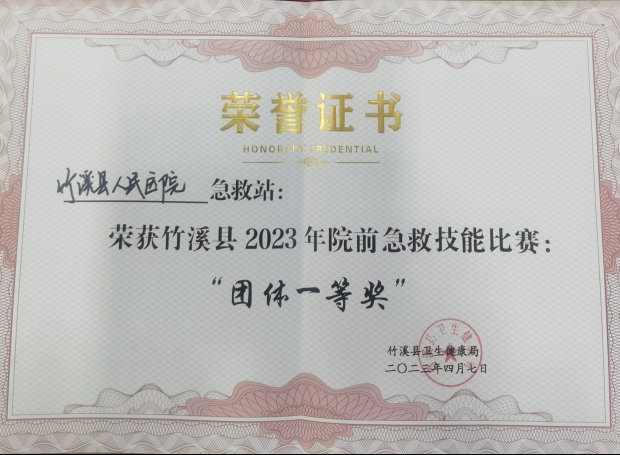 荣誉证书
HONORARY CREDENTIAL
竹溪县人民医院 急救站：
荣获竹溪县2023年院前急救技能比赛：
“团体一等奖”
竹溪县卫生健康局
二〇二三年四月七日